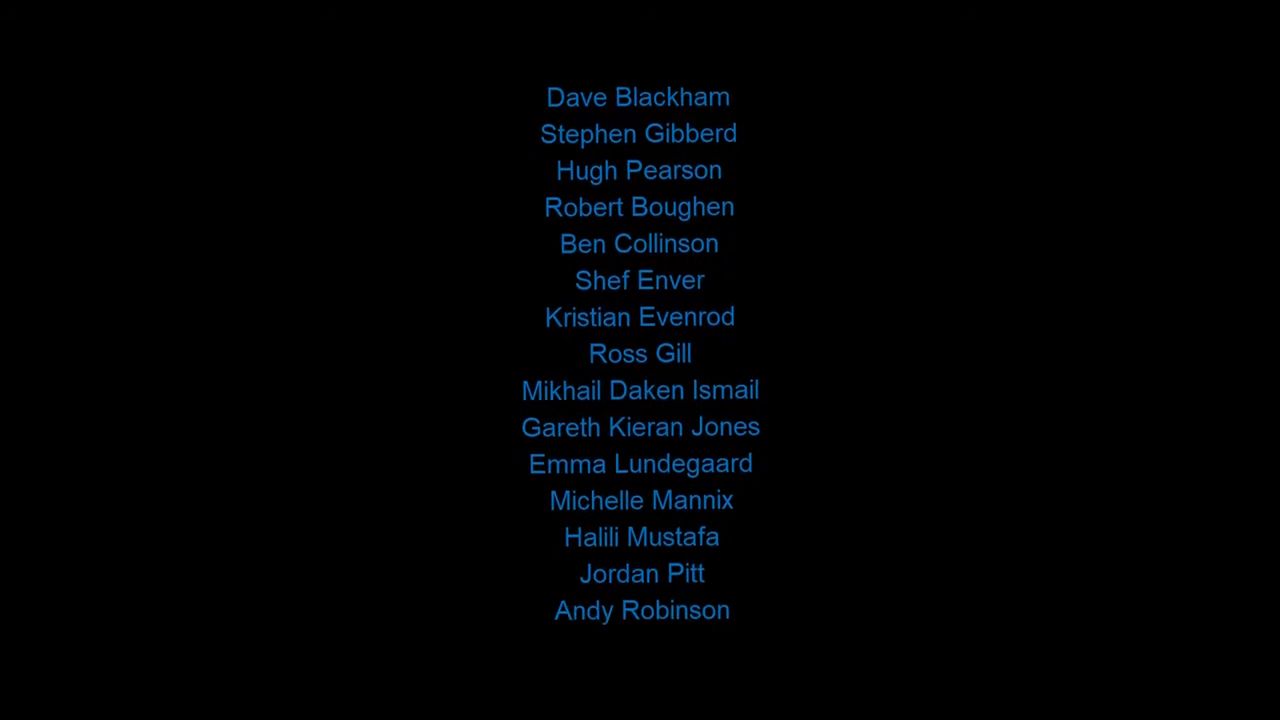 Dave Blackham
Stephen Gibberd
Hugh Pearson
Robert Boughen
Ben Collinson
Shef Enver
Kristian Evenrod
Ross Gill
Mikhail Daken Ismail
Gareth Kieran Jones
Emma Lundegaard
Michelle Mannix
Halili Mustafa
Jordan Pitt
Andy Robinson